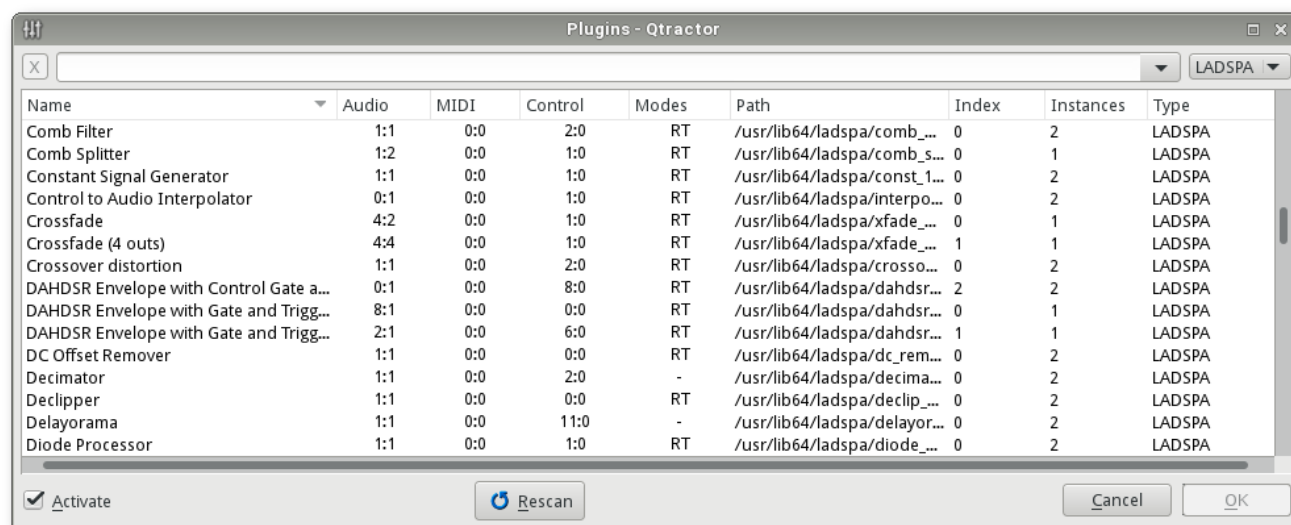 Plugins - Qtractor
X LADSPA
Name Audio MIDI Control Modes Path Index Instances Type
Comb Filter 1:1 0:0 2:0 RT /usr/lib64/ladspa/comb_... 0 2 LADSPA
Comb Splitter 1:2 0:0 1:0 RT /usr/lib64/ladspa/comb_s... 0 1 LADSPA
Constant Signal Generator 1:1 0:0 1:0 RT /usr/lib64/ladspa/const_1... 0 2 LADSPA
Control to Audio Interpolator 0:1 0:0 1:0 RT /usr/lib64/ladspa/interpo... 0 2 LADSPA
Crossfade 4:2 0:0 1:0 RT /usr/lib64/ladspa/xfade_... 0 1 LADSPA
Crossfade (4 outs) 4:4 0:0 1:0 RT /usr/lib64/ladspa/xfade_... 1 1 LADSPA
Crossover distortion 1:1 0:0 2:0 RT /usr/lib64/ladspa/crosso... 0 2 LADSPA
DAHDSR Envelope with Control Gate a... 0:1 0:0 8:0 RT /usr/lib64/ladspa/dahdsr... 2 2 LADSPA
DAHDSR Envelope with Gate and Trigg... 8:1 0:0 0:0 RT /usr/lib64/ladspa/dahdsr... 0 1 LADSPA
DAHDSR Envelope with Gate and Trigg... 2:1 0:0 6:0 RT /usr/lib64/ladspa/dahdsr... 1 1 LADSPA
DC Offset Remover 1:1 0:0 0:0 RT /usr/lib64/ladspa/dc_rem... 0 2 LADSPA
Decimator 1:1 0:0 2:0 - /usr/lib64/ladspa/decima... 0 2 LADSPA
Declipper 1:1 0:0 0:0 RT /usr/lib64/ladspa/declip_... 0 2 LADSPA
Delayorama 1:1 0:0 11:0 - /usr/lib64/ladspa/delayor... 0 2 LADSPA
Diode Processor 1:1 0:0 1:0 RT /usr/lib64/ladspa/diode_... 0 2 LADSPA
Activate Rescan Cancel OK